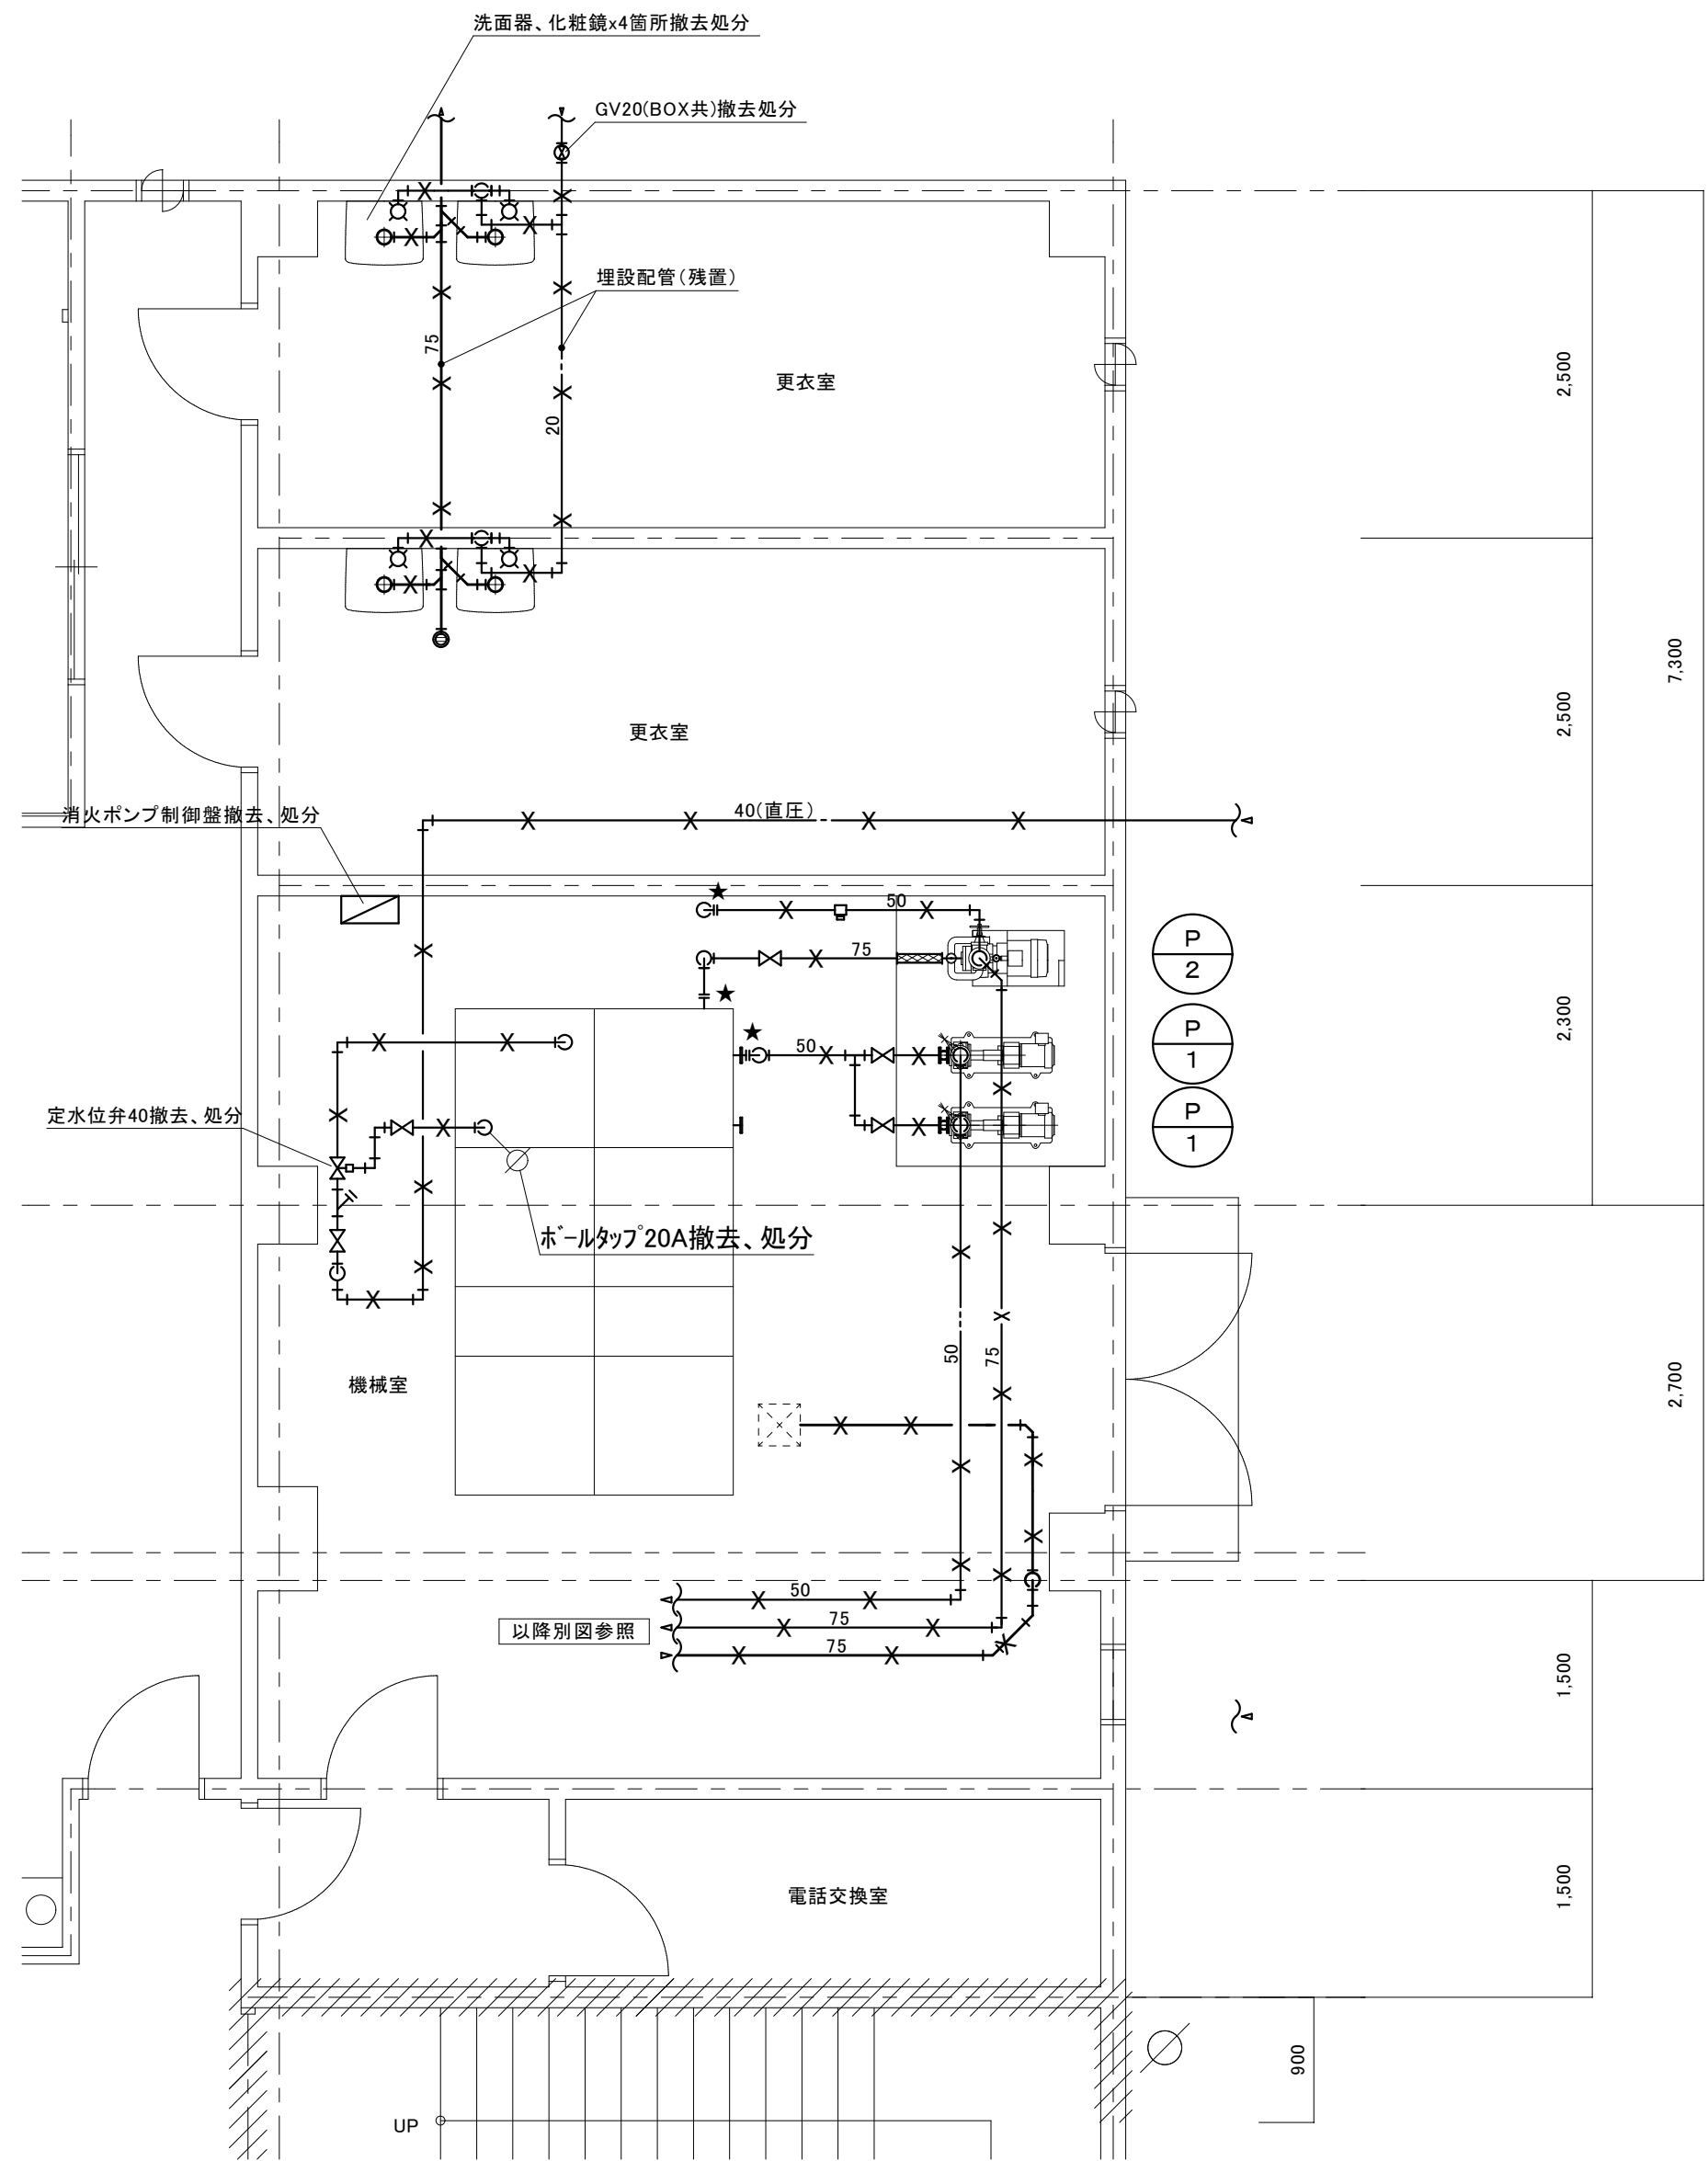 洗面器、化粧鏡x4箇所撤去処分
GV20(BOX共)撤去処分
埋設配管(残置)
75
更衣室
2,500
20
7,300
2,500
更衣室
消火ポンプ制御盤撤去、処分
40(直圧)
★
50
75
P
2
★
2,300
★
50
P
1
定水位弁40撤去、処分
P
1
ボールタップ20A撤去、処分
50
75
機械室
2,700
50
以降別図参照
75
75
1,500
電話交換室
1,500
900
UP